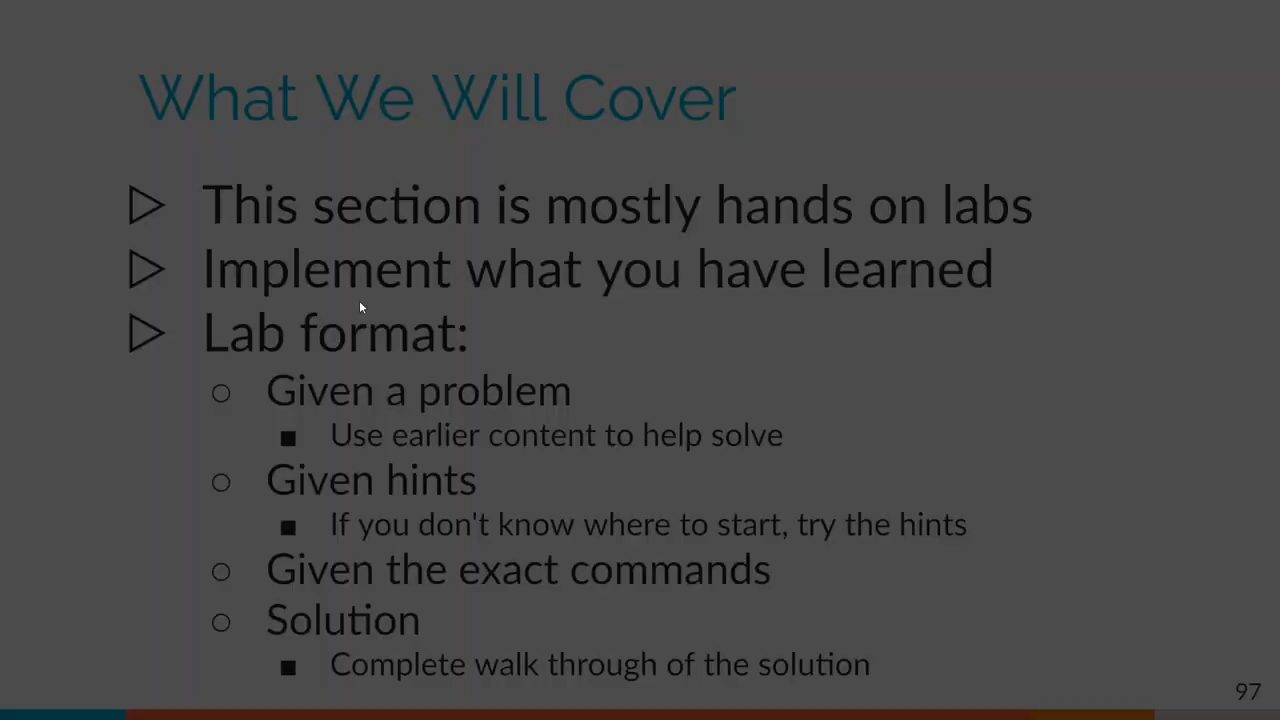 What We Will Cover
This section is mostly hands on labs
Implement what you have learned
Lab format:
Given a problem
Use earlier content to help solve
Given hints
If you don't know where to start, try the hints
Given the exact commands
Solution
Complete walk through of the solution
97